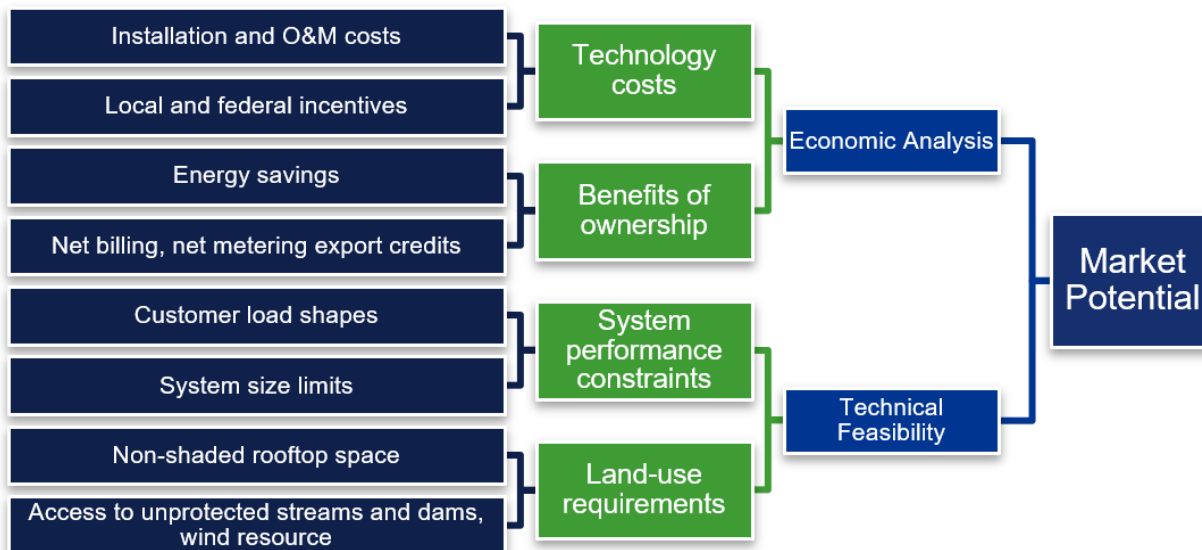 Installation and O&M costs
Local and federal incentives
Energy savings
Net billing, net metering export credits
Customer load shapes
System size limits
Non-shaded rooftop space
Access to unprotected streams and dams,
wind resource
Technology
costs
Benefits of
ownership
System
performance
constraints
Land-use
requirements
Economic Analysis
Technical
Feasibility
Market
Potential